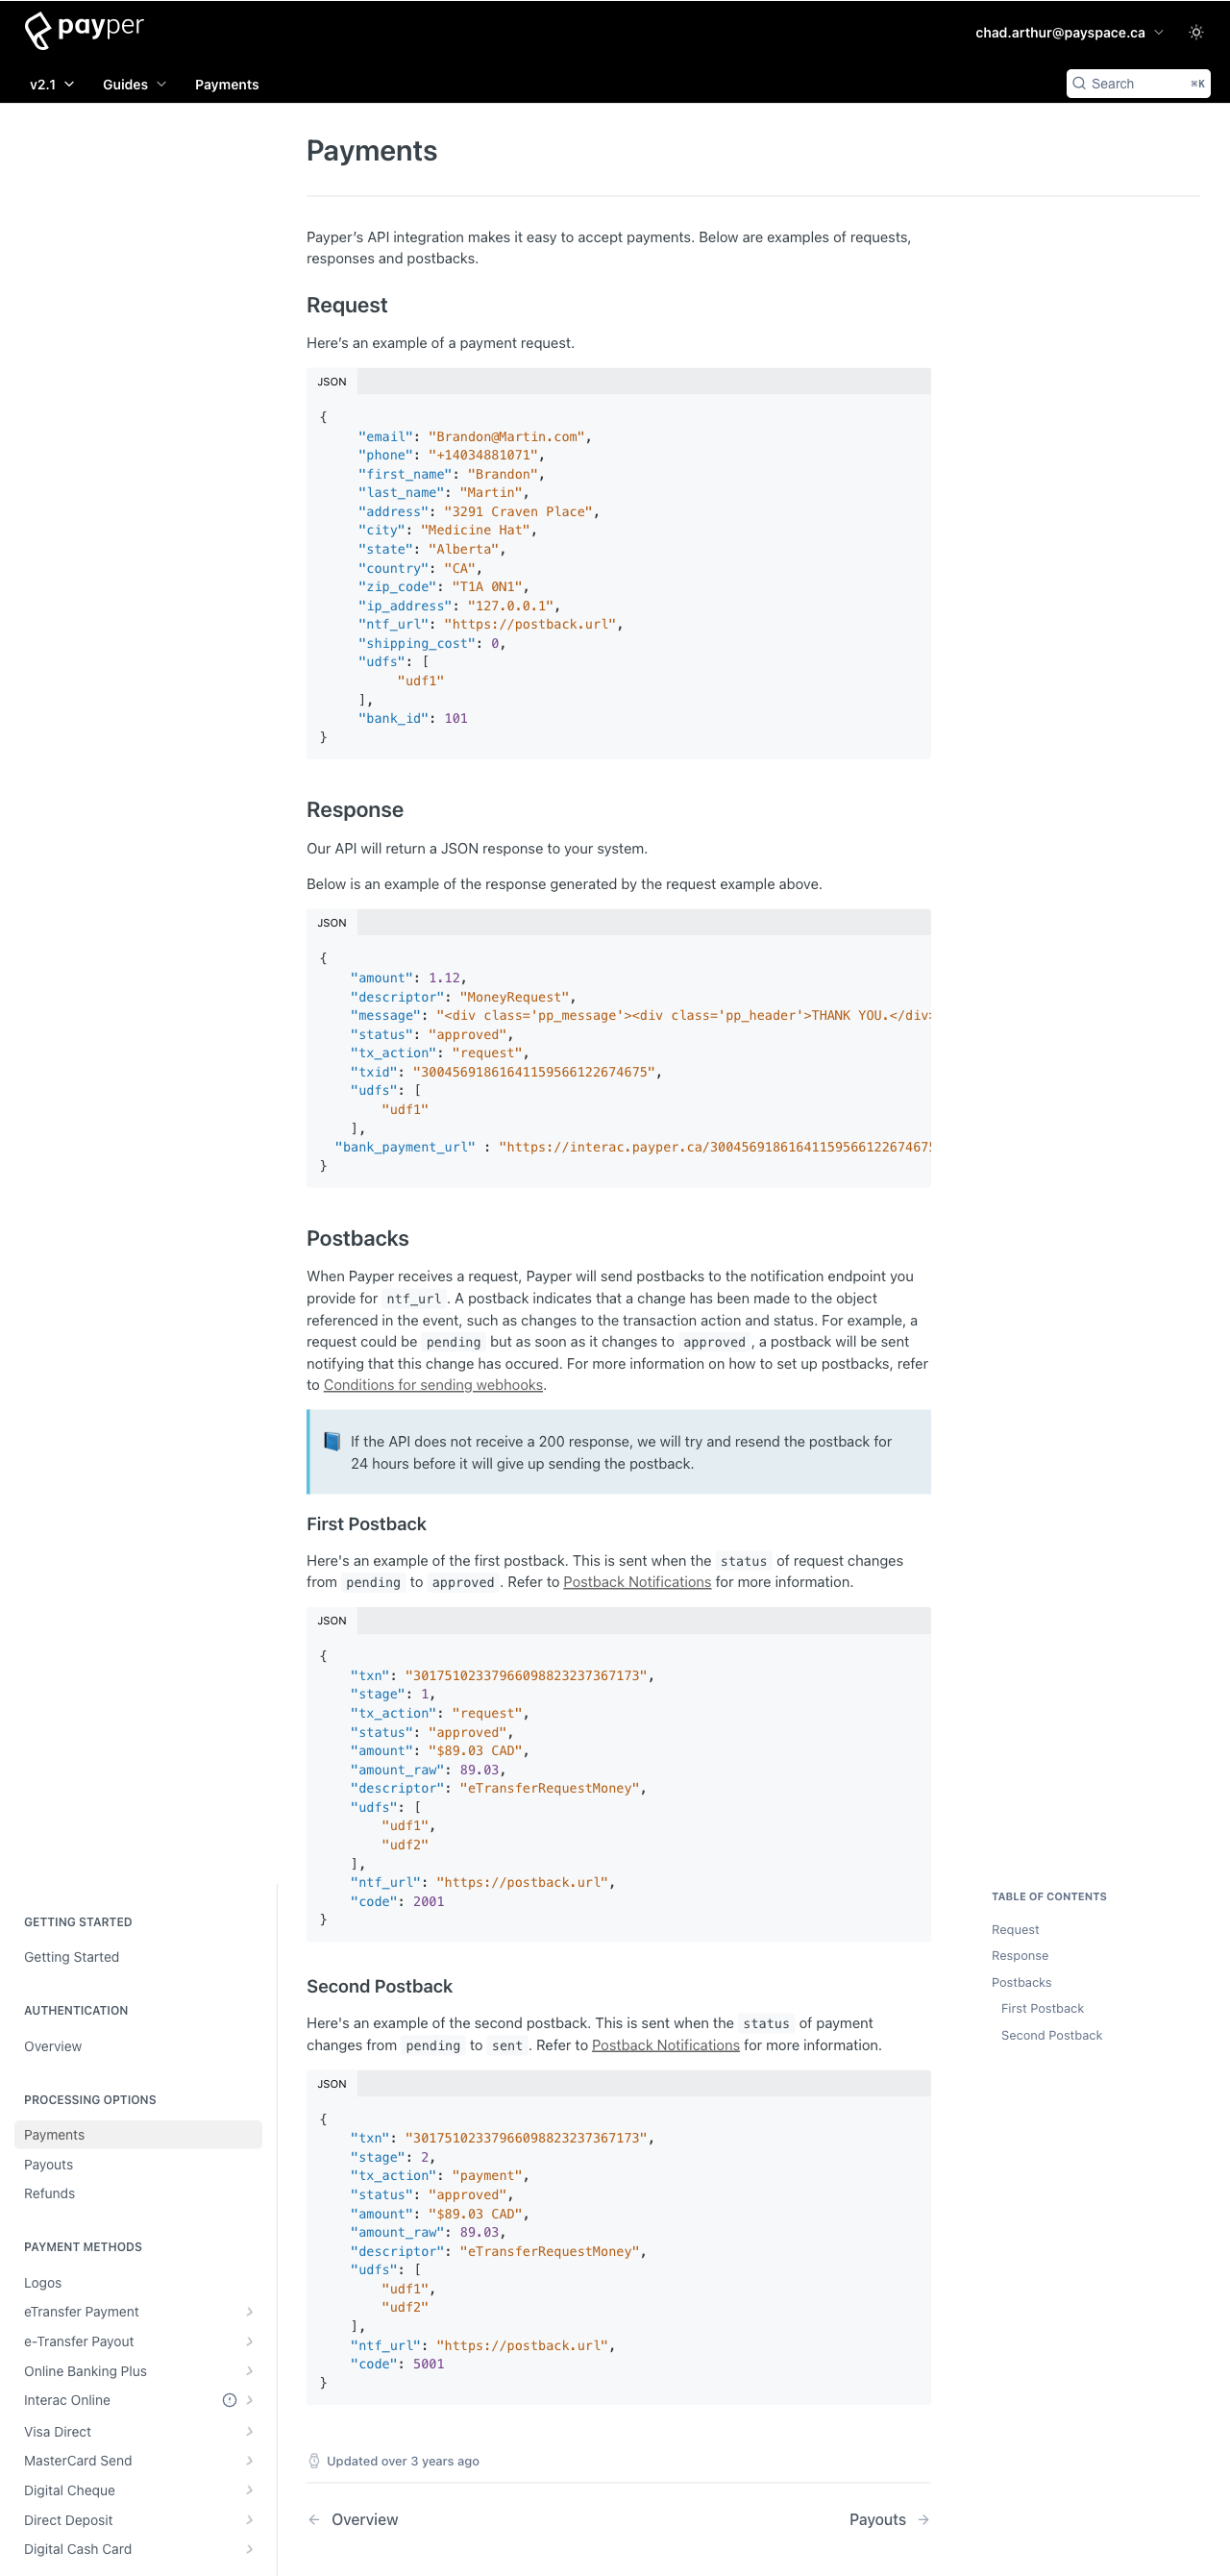 payper
chad.arthur@payspace.ca
v2.1
Guides
Payments
Search
⌘K
Payments
Payper’s API integration makes it easy to accept payments. Below are examples of requests,
responses and postbacks.
Request
Here’s an example of a payment request.
JSON
{
"email": "Brandon@Martin.com",
"phone": "+14034881071",
"first_name": "Brandon",
"last_name": "Martin",
"address": "3291 Craven Place",
"city": "Medicine Hat",
"state": "Alberta",
"country": "CA",
"zip_code": "T1A 0N1",
"ip_address": "127.0.0.1",
"ntf_url": "https://postback.url",
"shipping_cost": 0,
"udfs": [
"udf1"
],
"bank_id": 101
}
Response
Our API will return a JSON response to your system.
Below is an example of the response generated by the request example above.
JSON
{
"amount": 1.12,
"descriptor": "MoneyRequest",
"message": "<div class='pp_message'><div class='pp_header'>THANK YOU.</div>
"status": "approved",
"tx_action": "request",
"txid": "30045691861641159566122674675",
"udfs": [
"udf1"
],
"bank_payment_url" : "https://interac.payper.ca/30045691861641159566122674675
}
Postbacks
When Payper receives a request, Payper will send postbacks to the notification endpoint you
provide for ntf_url. A postback indicates that a change has been made to the object
referenced in the event, such as changes to the transaction action and status. For example, a
request could be pending but as soon as it changes to approved, a postback will be sent
notifying that this change has occured. For more information on how to set up postbacks, refer
to Conditions for sending webhooks.
If the API does not receive a 200 response, we will try and resend the postback for
24 hours before it will give up sending the postback.
First Postback
Here's an example of the first postback. This is sent when the status of request changes
from pending to approved. Refer to Postback Notifications for more information.
JSON
{
"txn": "30175102337966098823237367173",
"stage": 1,
"tx_action": "request",
"status": "approved",
"amount": "$89.03 CAD",
"amount_raw": 89.03,
"descriptor": "eTransferRequestMoney",
"udfs": [
"udf1",
"udf2"
],
"ntf_url": "https://postback.url",
"code": 2001
}
Second Postback
Here's an example of the second postback. This is sent when the status of payment
changes from pending to sent. Refer to Postback Notifications for more information.
JSON
{
"txn": "30175102337966098823237367173",
"stage": 2,
"tx_action": "payment",
"status": "approved",
"amount": "$89.03 CAD",
"amount_raw": 89.03,
"descriptor": "eTransferRequestMoney",
"udfs": [
"udf1",
"udf2"
],
"ntf_url": "https://postback.url",
"code": 5001
}
Updated over 3 years ago
Overview
Payouts
GETTING STARTED
Getting Started
AUTHENTICATION
Overview
PROCESSING OPTIONS
Payments
Payouts
Refunds
PAYMENT METHODS
Logos
eTransfer Payment
e-Transfer Payout
Online Banking Plus
Interac Online
Visa Direct
MasterCard Send
Digital Cheque
Direct Deposit
Digital Cash Card
TABLE OF CONTENTS
Request
Response
Postbacks
First Postback
Second Postback